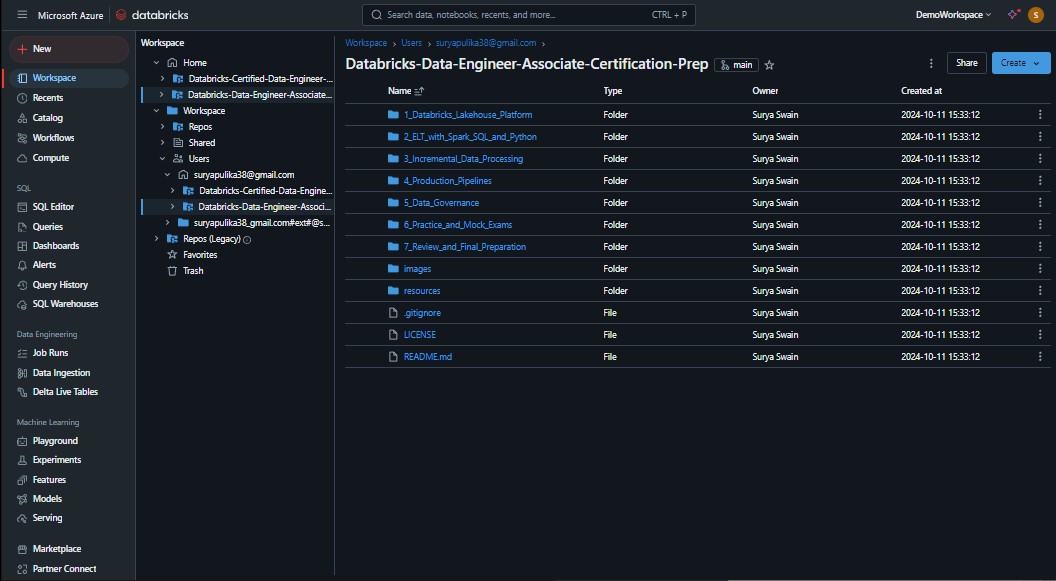 Microsoft Azure databricks Search data, notebooks, recents, and more... CTRL + P DemoWorkspace S
New
Workspace
Recents
Catalog
Workflows
Compute
SQL
SQL Editor
Queries
Dashboards
Alerts
Query History
SQL Warehouses
Data Engineering
Job Runs
Data Ingestion
Delta Live Tables
Machine Learning
Playground
Experiments
Features
Models
Serving
Marketplace
Partner Connect
Workspace
Home
Databricks-Certified-Data-Engineer-...
Databricks-Data-Engineer-Associate...
Workspace
Repos
Shared
Users
suryapulika38@gmail.com
Databricks-Certified-Data-Engine...
Databricks-Data-Engineer-Associ...
suryapulika38_gmail.com#ext#@s...
Repos (Legacy)
Favorites
Trash
Workspace > Users > suryapulika38@gmail.com >
Databricks-Data-Engineer-Associate-Certification-Prep main Share Create
Name Type Owner Created at
1_Databricks_Lakehouse_Platform Folder Surya Swain 2024-10-11 15:33:12
2_ELT_with_Spark_SQL_and_Python Folder Surya Swain 2024-10-11 15:33:12
3_Incremental_Data_Processing Folder Surya Swain 2024-10-11 15:33:12
4_Production_Pipelines Folder Surya Swain 2024-10-11 15:33:12
5_Data_Governance Folder Surya Swain 2024-10-11 15:33:12
6_Practice_and_Mock_Exams Folder Surya Swain 2024-10-11 15:33:12
7_Review_and_Final_Preparation Folder Surya Swain 2024-10-11 15:33:12
images Folder Surya Swain 2024-10-11 15:33:12
resources Folder Surya Swain 2024-10-11 15:33:12
.gitignore File Surya Swain 2024-10-11 15:33:12
LICENSE File Surya Swain 2024-10-11 15:33:12
README.md File Surya Swain 2024-10-11 15:33:12